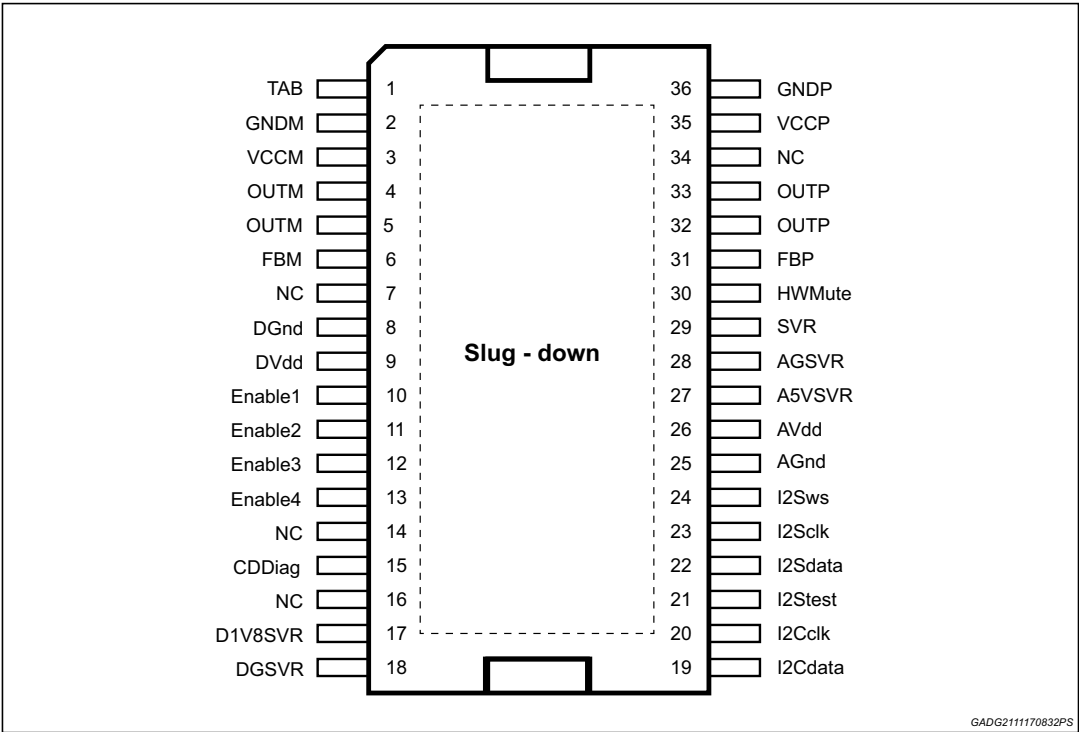 TAB 1 36 GNDP
GNDM 2 35 VCCP
VCCM 3 34 NC
OUTM 4 33 OUTP
OUTM 5 32 OUTP
FBM 6 31 FBP
NC 7 30 HWMute
DGnd 8 29 SVR
Slug - down
DVdd 9 28 AGSVR
Enable1 10 27 A5VSVR
Enable2 11 26 AVdd
Enable3 12 25 AGnd
Enable4 13 24 I2Sws
NC 14 23 I2Sclk
CDDiag 15 22 I2Sdata
NC 16 21 I2Stest
D1V8SVR 17 20 I2Cclk
DGSVR 18 19 I2Cdata
GADG2111170832PS